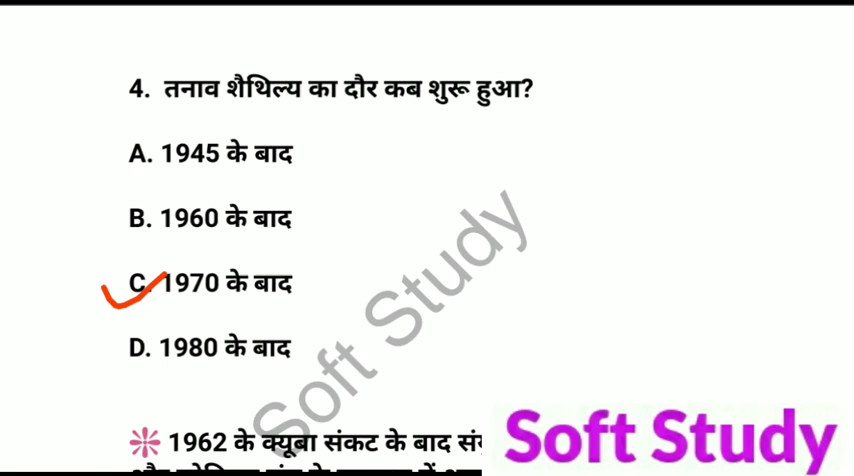 4. तनाव शैथिल्य का दौर कब शुरू हुआ?
A. 1945 के बाद
B. 1960 के बाद
C. 1970 के बाद
D. 1980 के बाद
Soft Study
1962 के क्यूबा संकट के बाद
Soft Study